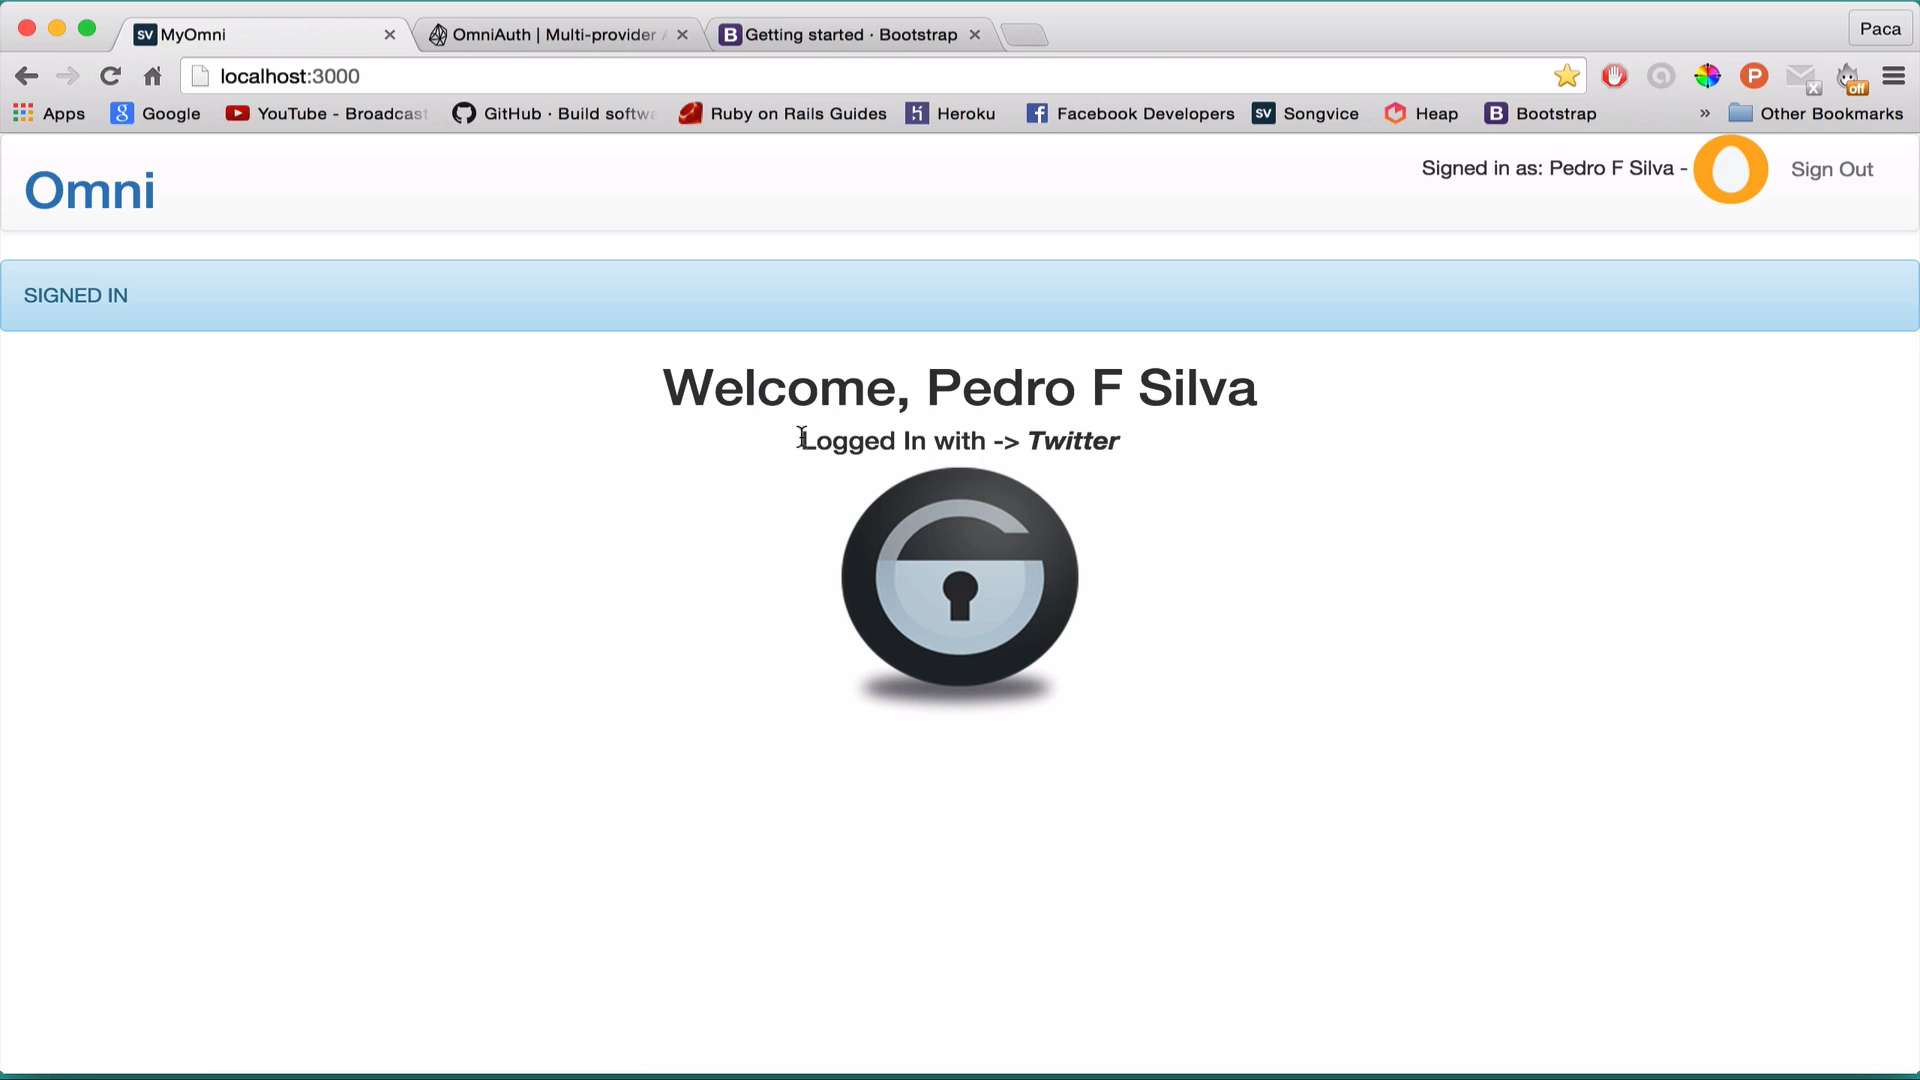 MyOmni
OmniAuth | Multi-provider
Getting started · Bootstrap
Paca
localhost:3000
Apps
Google
YouTube - Broadcast
GitHub · Build softw
Ruby on Rails Guides
Heroku
Facebook Developers
SV Songvice
Heap
Bootstrap
»
Other Bookmarks
Omni
Signed in as: Pedro F Silva -
Sign Out
SIGNED IN
Welcome, Pedro F Silva
Logged In with -> Twitter